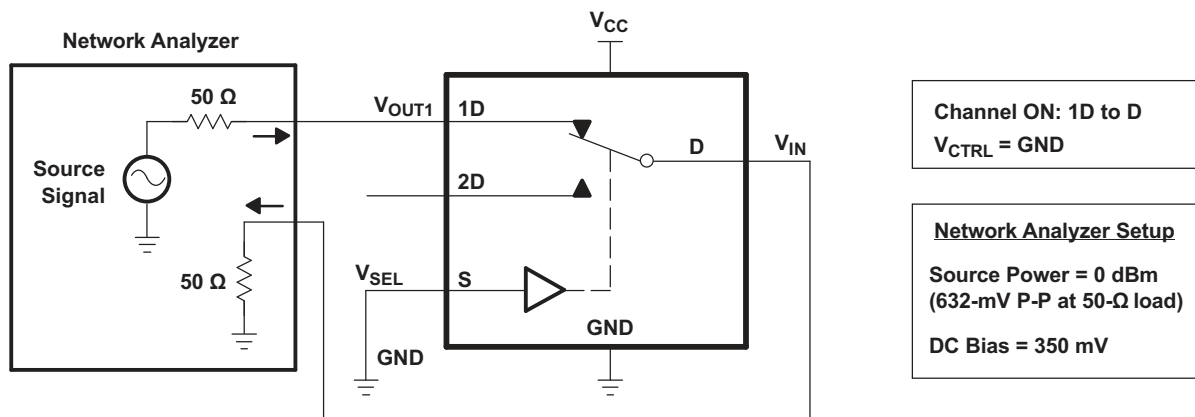 V_CC
Network Analyzer
50 Ω
V_OUT1
1D
Source
Signal
D
V_IN
2D
50 Ω
V_SEL
S
GND
GND
Channel ON: 1D to D
V_CTRL = GND
Network Analyzer Setup
Source Power = 0 dBm
(632-mV P-P at 50-Ω load)
DC Bias = 350 mV